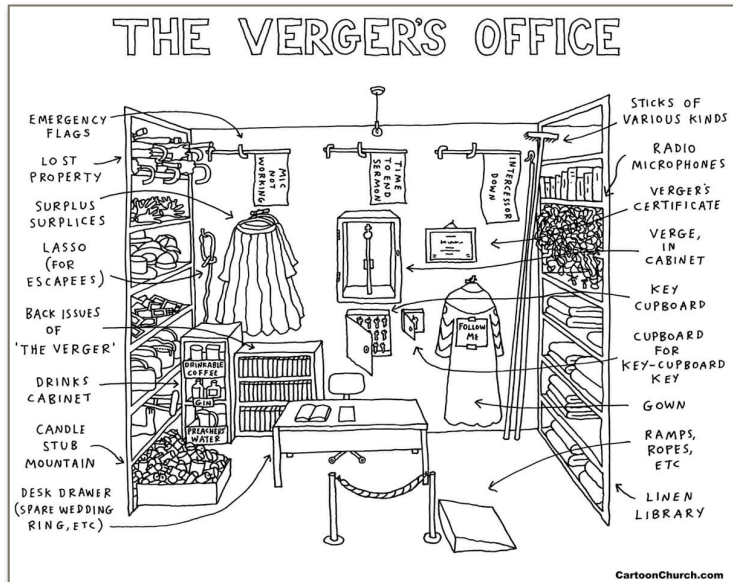 THE VERGER'S OFFICE
EMERGENCY
FLAGS
LOST
PROPERTY
SURPLUS
SURPLICES
LASSO
(FOR
ESCAPEES)
BACK ISSUES
OF
'THE VERGER'
DRINKS
CABINET
CANDLE
STUB
MOUNTAIN
DESK DRAWER
(SPARE WEDDING
RING, ETC)
MIC
NOT
WORKING
TIME
TO END
SERMON
INTERCESSOR
DOWN
DRINKABLE
COFFEE
GIN
PREACHERS'
WATER
FOLLOW
ME
STICKS OF
VARIOUS KINDS
RADIO
MICROPHONES
VERGER'S
CERTIFICATE
VERGE,
IN
CABINET
KEY
CUPBOARD
CUPBOARD
FOR
KEY-CUPBOARD
KEY
GOWN
RAMPS,
ROPES,
ETC
LINEN
LIBRARY
CartoonChurch.com